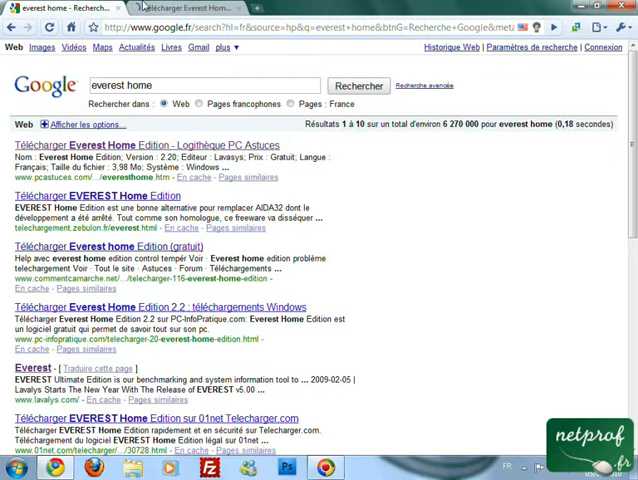 everest home - Recherch...
Télécharger Everest Hom...
http://www.google.fr/search?hl=fr&source=hp&q=everest+home&btnG=Recherche+Google&meta
Web Images Maps Actualités Livres Gmail plus ▼
Historique Web | Paramètres de recherche | Connexion
Google
everest home
Rechercher
Recherche avancée
Rechercher dans : Web Pages francophones Pages : France
Web Afficher les options...
Résultats 1 à 10 sur un total d'environ 6 270 000 pour everest home (0,18 secondes)
Télécharger Everest Home Edition - Logithèque PC Astuces
Nom : Everest Home Edition; Version : 2.20; Editeur : Lavasys; Prix : Gratuit; Langue :
Français; Taille du fichier : 3,98 Mo; Système : Windows ...
www.pcastuces.com/.../everesthome.htm - En cache - Pages similaires
Télécharger EVEREST Home Edition
EVEREST Home Edition est une bonne alternative pour remplacer AIDA32 dont le
développement a été arrêté. Tout comme son homologue, ce freeware va disséquer ...
telechargement.zebulon.fr/everest.html - En cache - Pages similaires
Télécharger Everest home Edition (gratuit)
Help avec everest home edition control tempér Voir · Everest home edition problème
telechargement Voir · Tout le site · Astuces · Forum · Téléchargements ...
www.commentcamarche.net/.../telecharger-116-everest-home-edition -
En cache - Pages similaires
Télécharger Everest Home Edition 2.2 : téléchargements Windows
Télécharger Everest Home Edition 2.2 sur PC-InfoPratique.com: Everest Home Edition est
un logiciel gratuit qui permet de savoir tout sur son pc.
www.pc-infopratique.com/telecharger-20-everest-home-edition.html -
En cache - Pages similaires
Everest - [ Traduire cette page ]
EVEREST Ultimate Edition is our benchmarking and system information tool to ... 2009-02-05 |
Lavalys Starts The New Year With The Release of EVEREST v5.00 ...
www.lavalys.com/ - En cache - Pages similaires
Télécharger EVEREST Home Edition sur 01net Telecharger.com
Télécharger EVEREST Home Edition rapidement et en sécurité sur Telecharger.com.
Téléchargement du logiciel EVEREST Home Edition légal sur 01net ...
www.01net.com/telecharger/.../30728.html - En cache - Pages similaires
netprof
.fr
Fz
Ps
FR